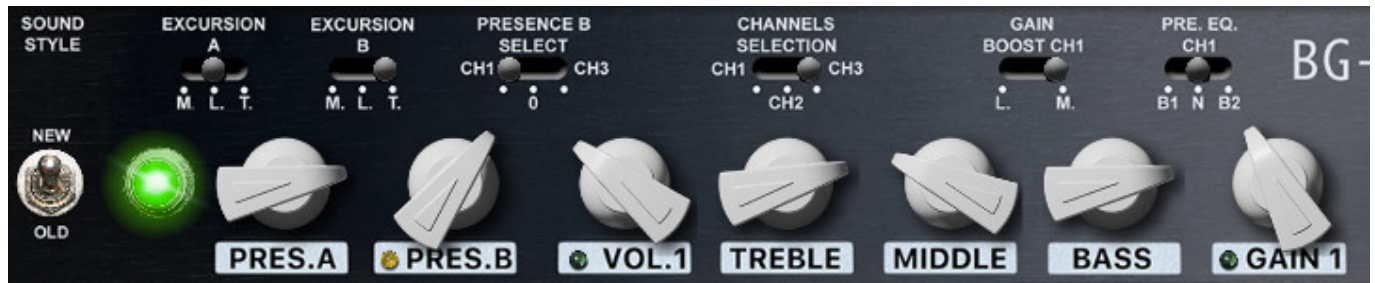 SOUND
STYLE
EXCURSION
A
EXCURSION
B
PRESENCE B
SELECT
CH1
CH3
CHANNELS
SELECTION
CH1
CH3
GAIN
BOOST CH1
PRE. EQ.
CH1
BG-
M. L. T.
M. L. T.
0
CH2
L. M.
B1 N B2
NEW
OLD
PRES.A
PRES.B
VOL.1
TREBLE
MIDDLE
BASS
GAIN 1